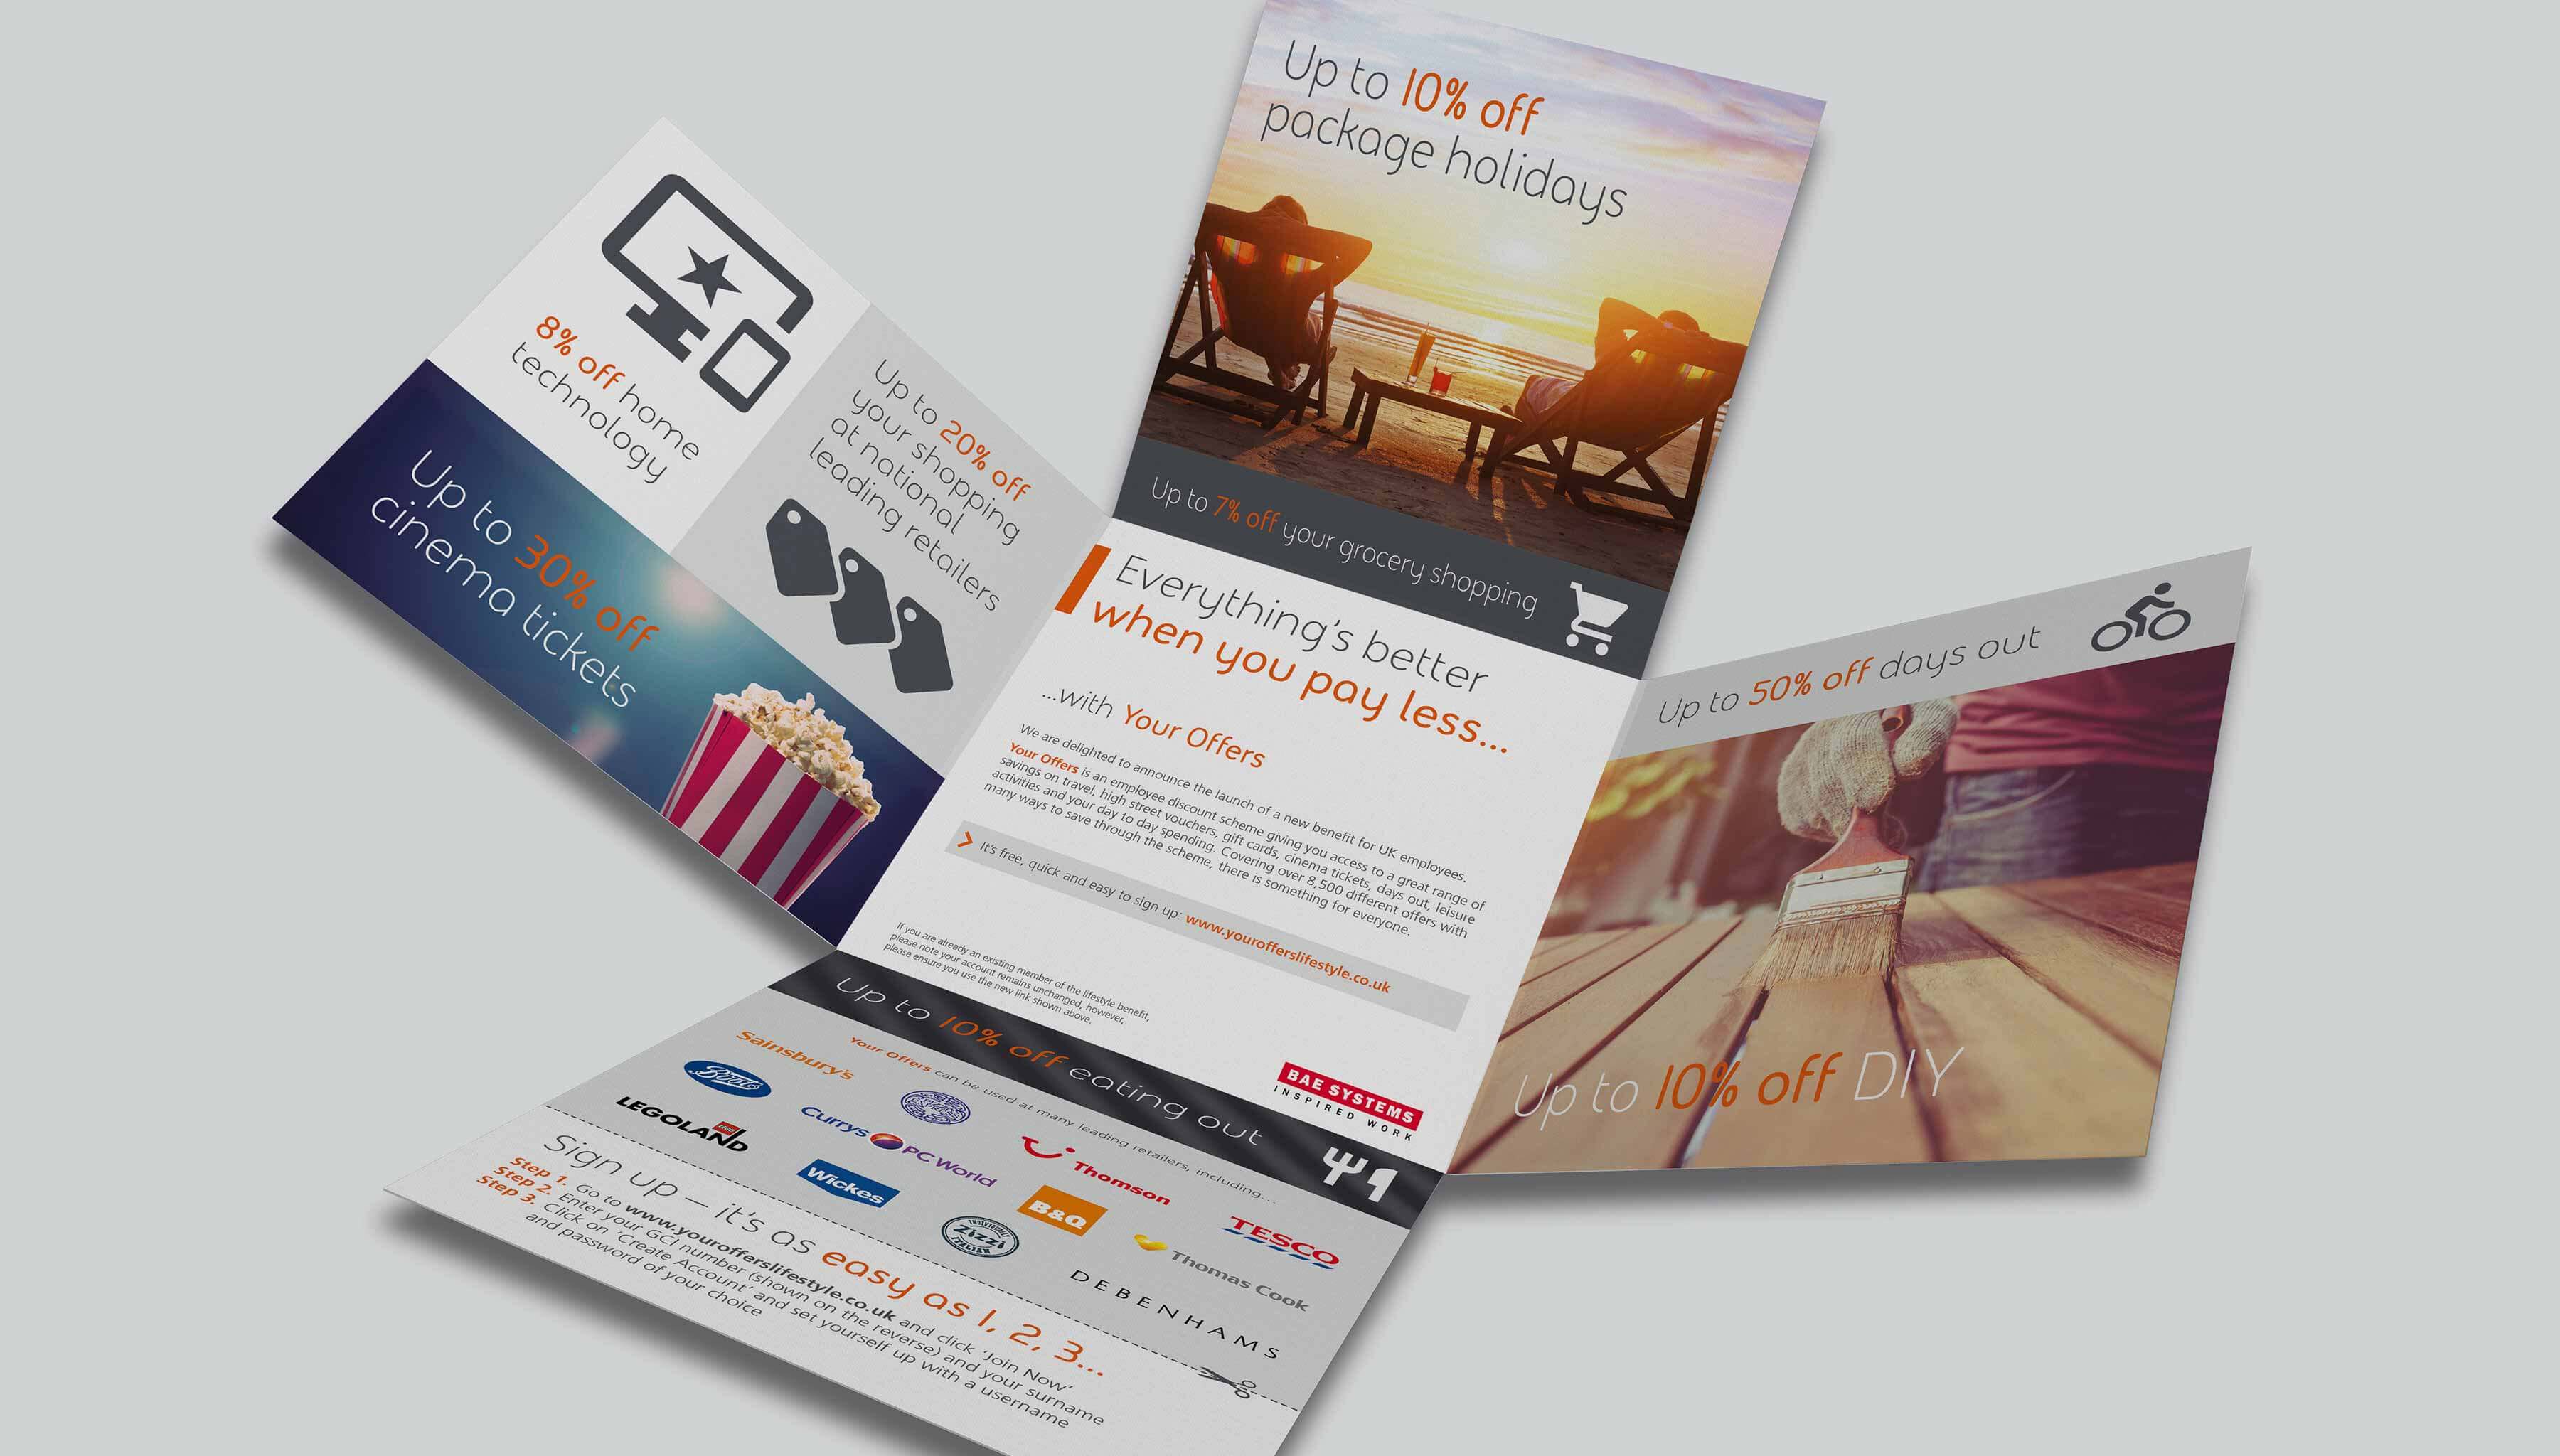 Up to 10% off
package holidays
Up to 7% off your grocery shopping
8% off home
technology
Up to 20% off
your shopping
at national
leading retailers
Up to 30% off
cinema tickets
Everything's better
when you pay less...
...with Your Offers
We are delighted to announce the launch of a new benefit for UK employees.
Your Offers is an employee discount scheme giving you access to a great range of
savings on travel, high street vouchers, gift cards, cinema tickets, days out, leisure
activities and your day to day spending. Covering over 8,500 different offers with
many ways to save through the scheme, there is something for everyone.
It's free, quick and easy to sign up: www.yourofferslifestyle.co.uk
If you are already an existing member of the lifestyle benefit,
please note your account remains unchanged, however,
please ensure you use the new link shown above.
BAE SYSTEMS
INSPIRED WORK
Up to 50% off days out
Up to 10% off DIY
Up to 10% off eating out
Your Offers can be used at many leading retailers, including...
Sainsbury's
Boots
LEGOLAND
LEGO
Currys PC World
Wickes
Thomson
B&Q
INDIVIDUALLY
Zizzi
ITALIAN
TESCO
Thomas Cook
DEBENHAMS
Sign up – it's as easy as 1, 2, 3...
Step 1. Go to www.yourofferslifestyle.co.uk and click 'Join Now'
Step 2. Enter your GCI number (shown on the reverse) and your surname
Step 3. Click on 'Create Account' and set yourself up with a username
and password of your choice